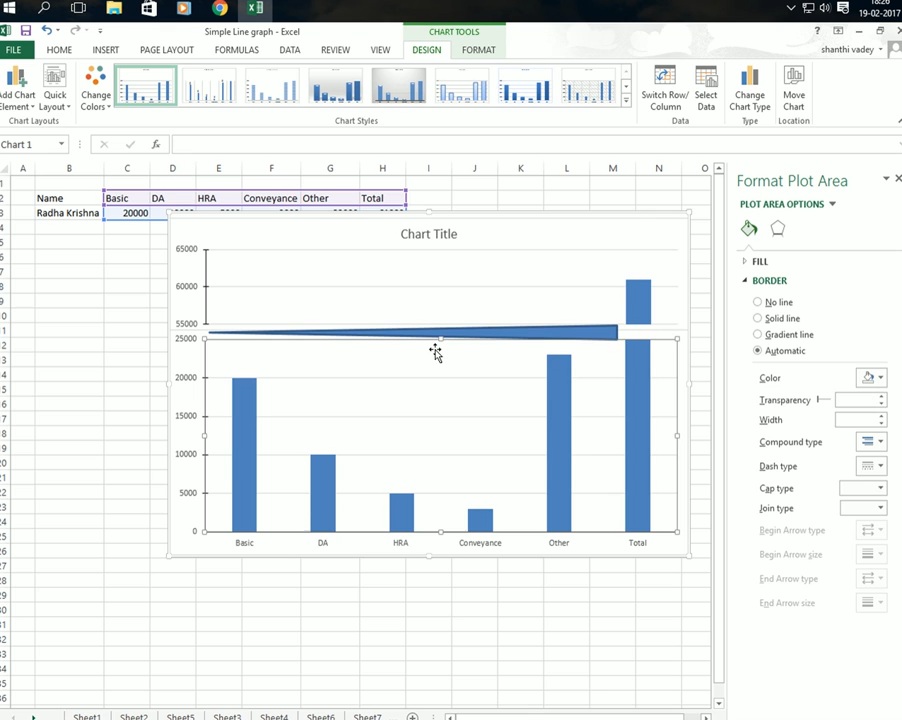 18:26
19-02-2017
Simple Line graph - Excel
CHART TOOLS
?
FILE HOME INSERT PAGE LAYOUT FORMULAS DATA REVIEW VIEW DESIGN FORMAT
shanthi vadey
Add Chart Element
Quick Layout
Change Colors
Switch Row/ Column
Select Data
Change Chart Type
Move Chart
Chart Layouts Chart Styles Data Type Location
Chart 1
fx
A B C D E F G H I J K L M N O
Name Basic DA HRA Conveyance Other Total
Radha Krishna 20000
Chart Title
65000
60000
55000
25000
20000
15000
10000
5000
0
Basic DA HRA Conveyance Other Total
Format Plot Area
PLOT AREA OPTIONS
FILL
BORDER
No line
Solid line
Gradient line
Automatic
Color
Transparency
Width
Compound type
Dash type
Cap type
Join type
Begin Arrow type
Begin Arrow size
End Arrow type
End Arrow size
Sheet1 Sheet2 Sheet5 Sheet3 Sheet4 Sheet6 Sheet7 ...